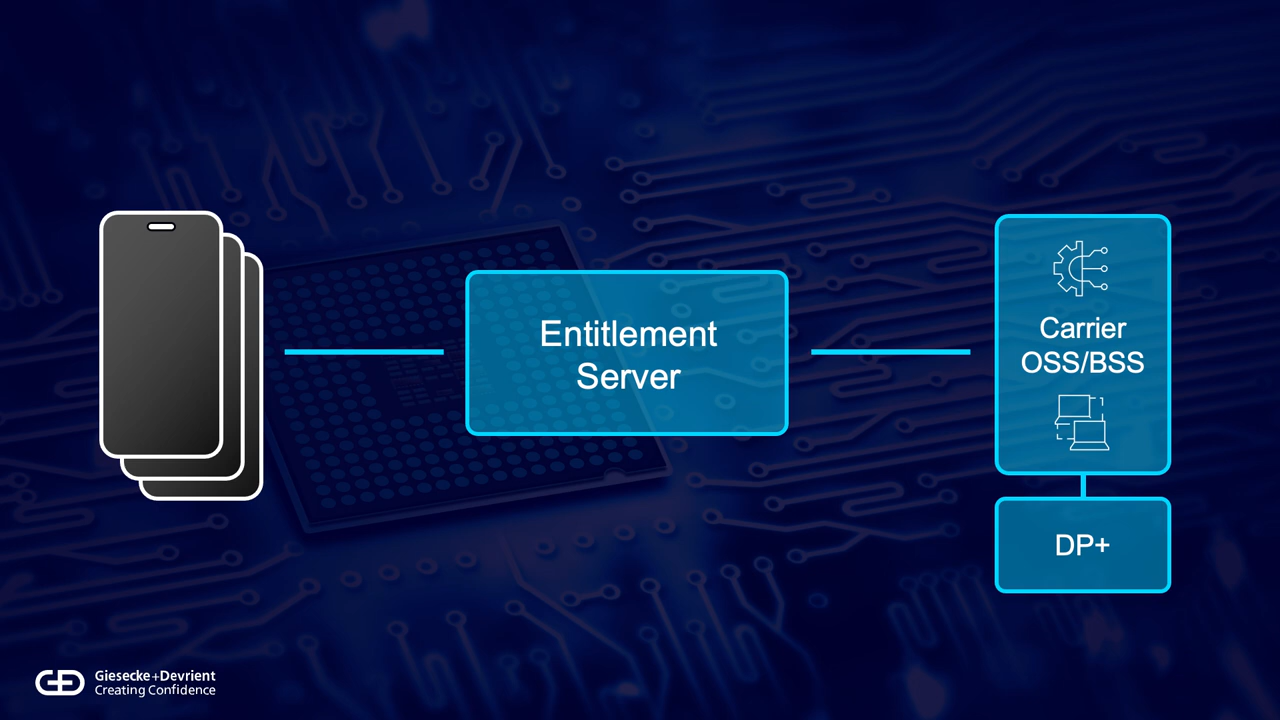 Entitlement
Server
Carrier
OSS/BSS
DP+
Giesecke+Devrient
Creating Confidence